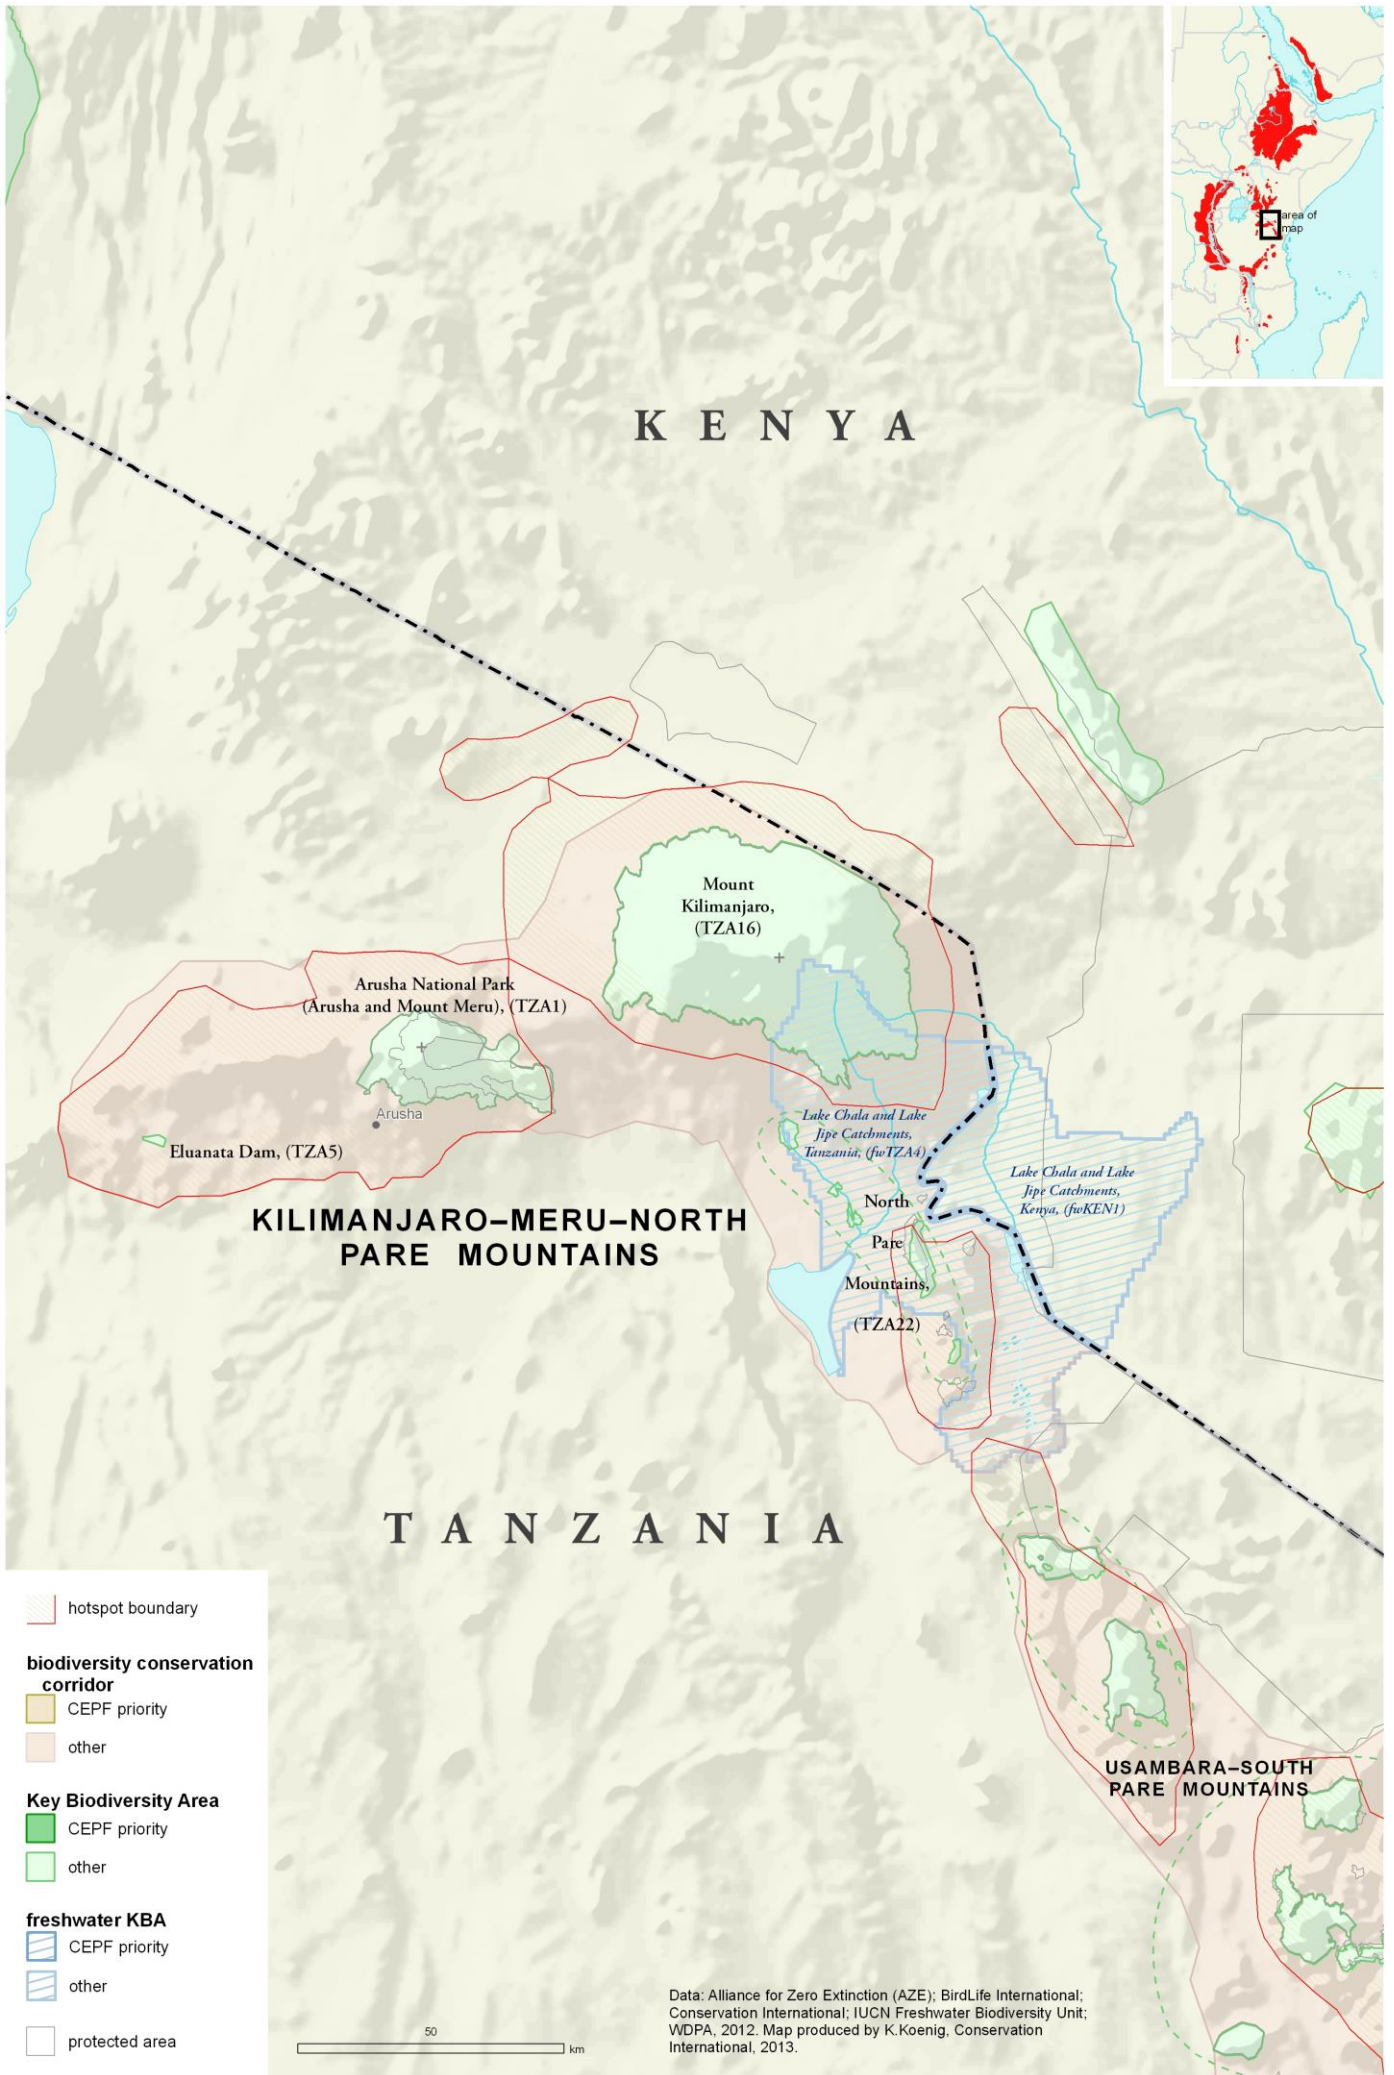 area of
map
K E N Y A
Mount
Kilimanjaro,
(TZA16)
Arusha National Park
(Arusha and Mount Meru), (TZA1)
Arusha
Eluanata Dam, (TZA5)
Lake Chala and Lake
Jipe Catchments,
Tanzania, (fwTZA4)
Lake Chala and Lake
Jipe Catchments,
Kenya, (fwKEN1)
North
Pare
Mountains,
(TZA22)
KILIMANJARO–MERU–NORTH
PARE MOUNTAINS
T A N Z A N I A
USAMBARA–SOUTH
PARE MOUNTAINS
hotspot boundary
biodiversity conservation
corridor
CEPF priority
other
Key Biodiversity Area
CEPF priority
other
freshwater KBA
CEPF priority
other
protected area
50
km
Data: Alliance for Zero Extinction (AZE); BirdLife International;
Conservation International; IUCN Freshwater Biodiversity Unit;
WDPA, 2012. Map produced by K.Koenig, Conservation
International, 2013.